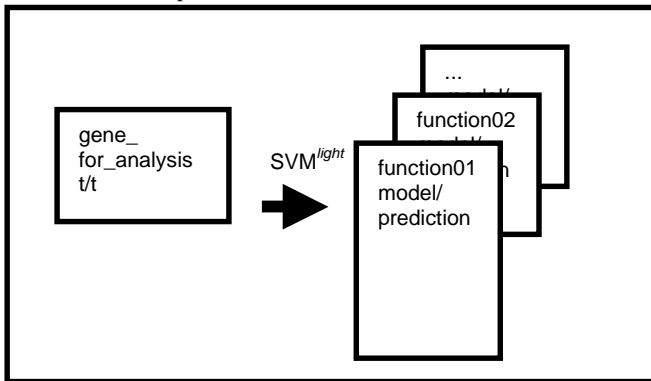 gene_
for_analysis
t/t
SVMlight
...
function02
function01
model/
prediction